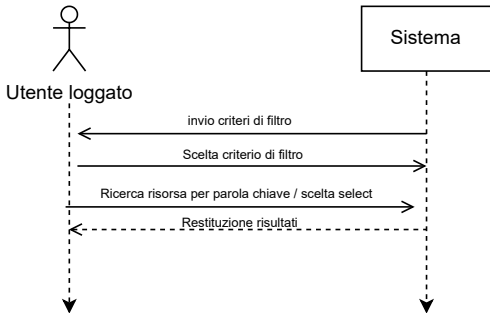 Sistema
Utente loggato
invio criteri di filtro
Scelta criterio di filtro
Ricerca risorsa per parola chiave / scelta select
Restituzione risultati